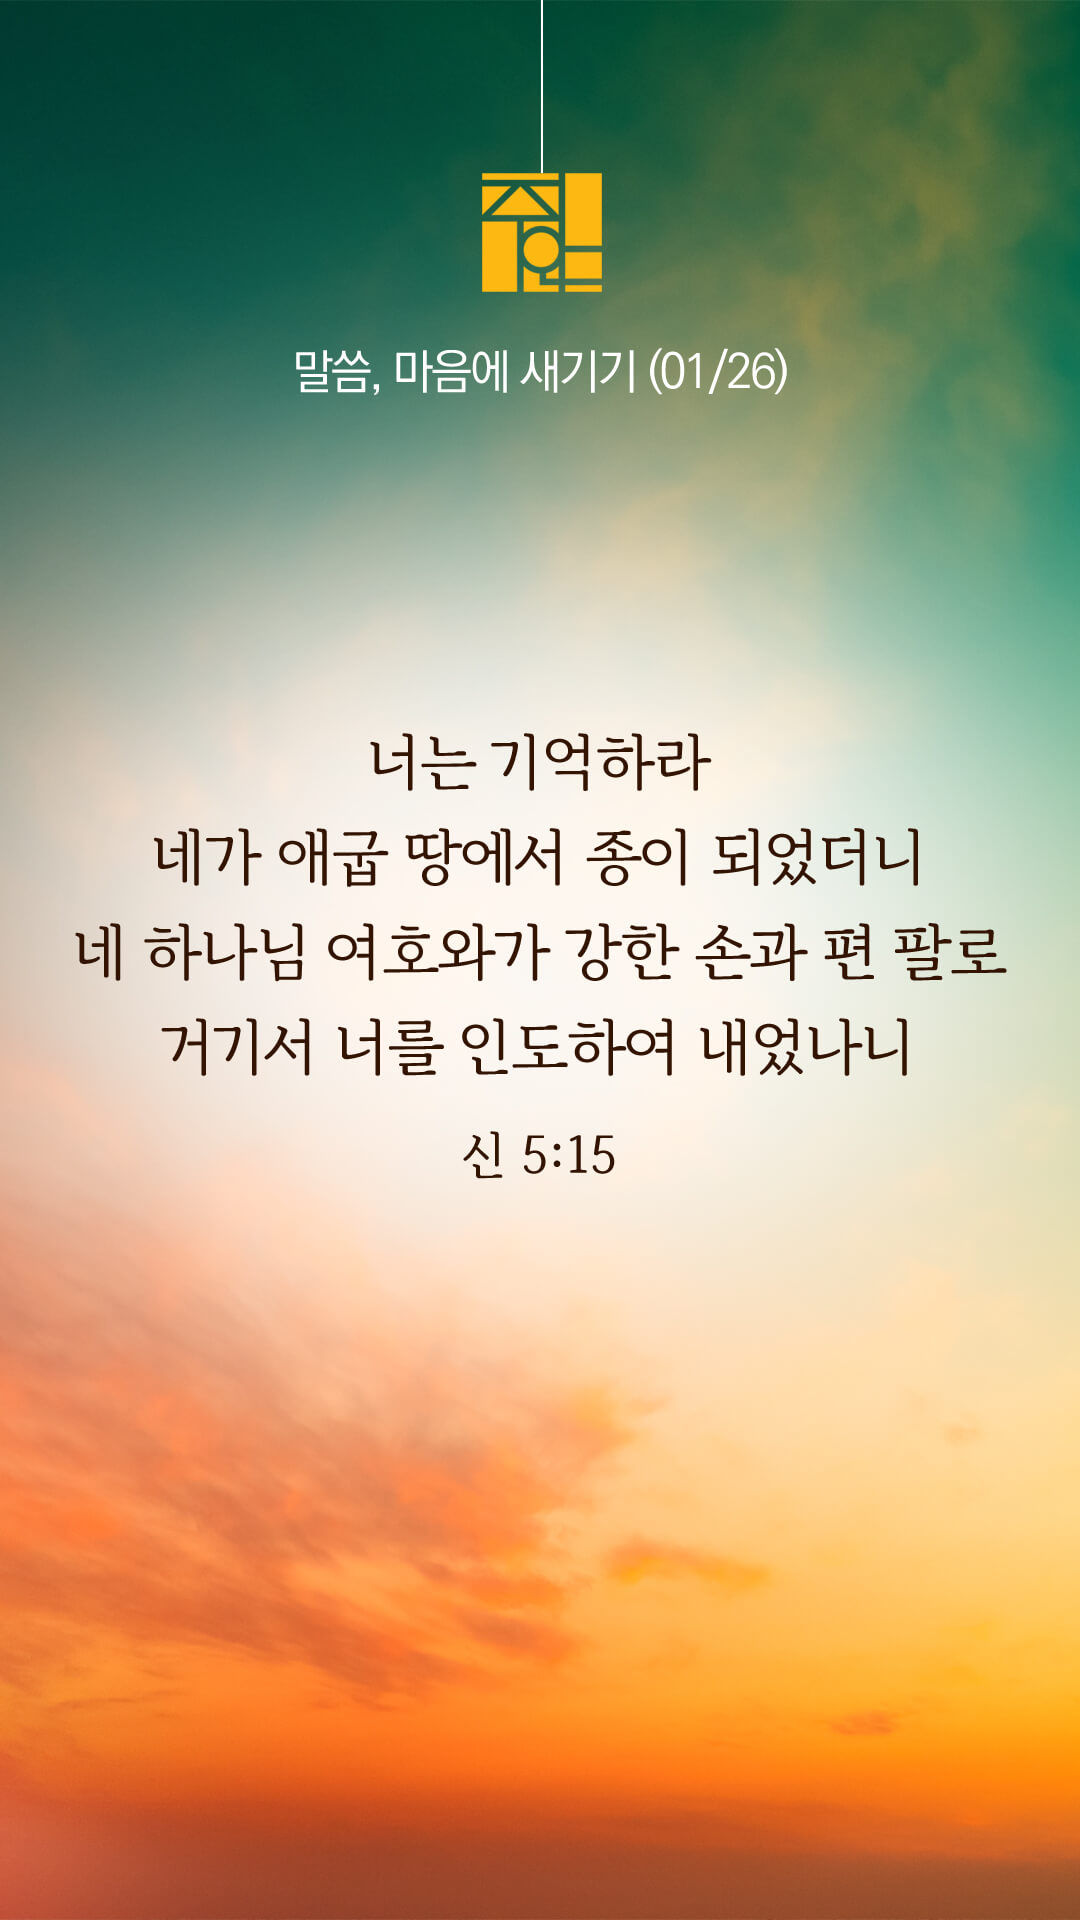 말씀, 마음에 새기기 (01/26)
너는 기억하라
네가 애굽 땅에서 종이 되었더니
네 하나님 여호와가 강한 손과 편 팔로
거기서 너를 인도하여 내었나니
신 5:15